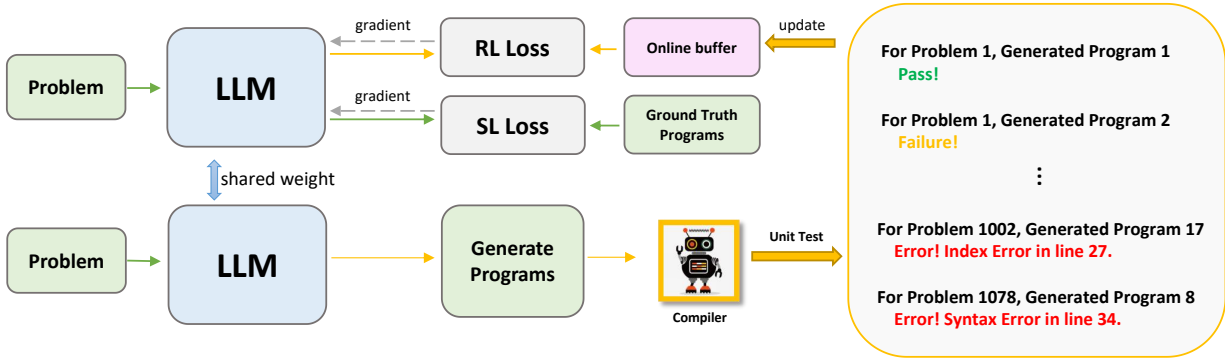 gradient
update
Problem
LLM
RL Loss
Online buffer
gradient
SL Loss
Ground Truth
Programs
shared weight
Problem
LLM
Generate
Programs
Compiler
Unit Test
For Problem 1, Generated Program 1
Pass!
For Problem 1, Generated Program 2
Failure!
⋮
For Problem 1002, Generated Program 17
Error! Index Error in line 27.
For Problem 1078, Generated Program 8
Error! Syntax Error in line 34.